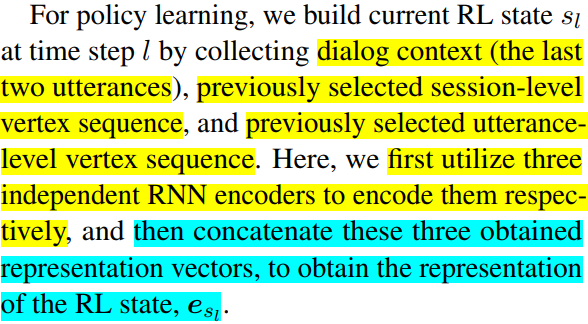 For policy learning, we build current RL state s_l
at time step l by collecting dialog context (the last
two utterances), previously selected session-level
vertex sequence, and previously selected utterance-
level vertex sequence. Here, we first utilize three
independent RNN encoders to encode them respec-
tively, and then concatenate these three obtained
representation vectors, to obtain the representation
of the RL state, e_{s_l}.